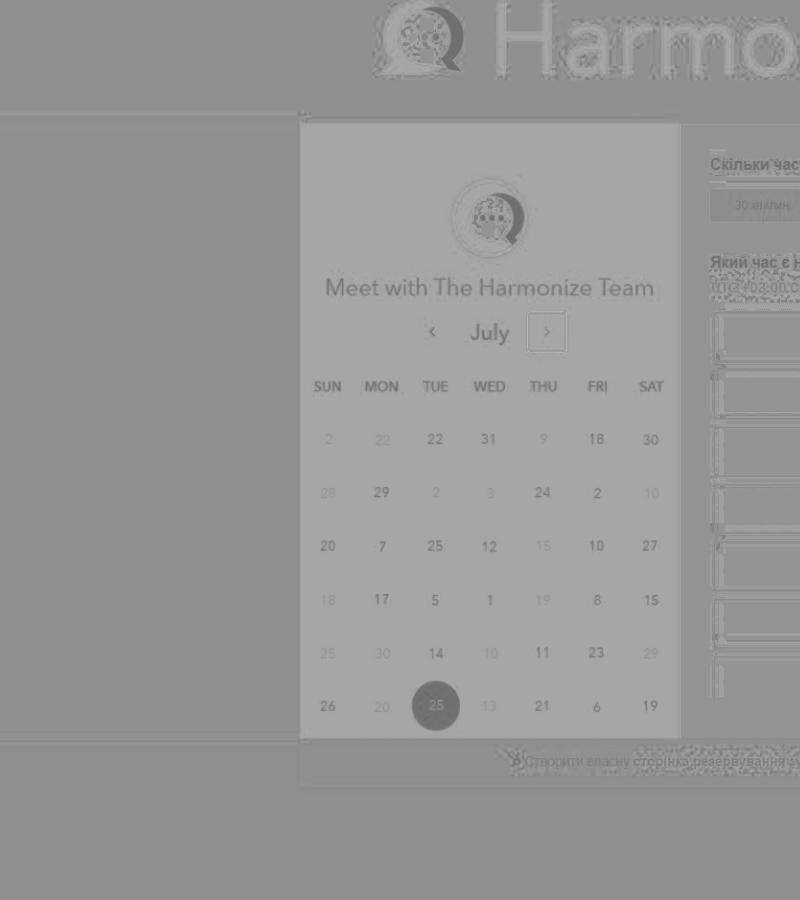 Harmo
Meet with The Harmonize Team
July
SUN MON TUE WED THU FRI SAT
2 22 22 31 9 18 30
28 29 2 3 24 2 10
20 7 25 12 15 10 27
18 17 5 1 19 8 15
25 30 14 10 11 23 29
26 20 25 13 21 6 19
Скільки час
30 хвилин
Який час є н
Створити власну сторінка резервування зу